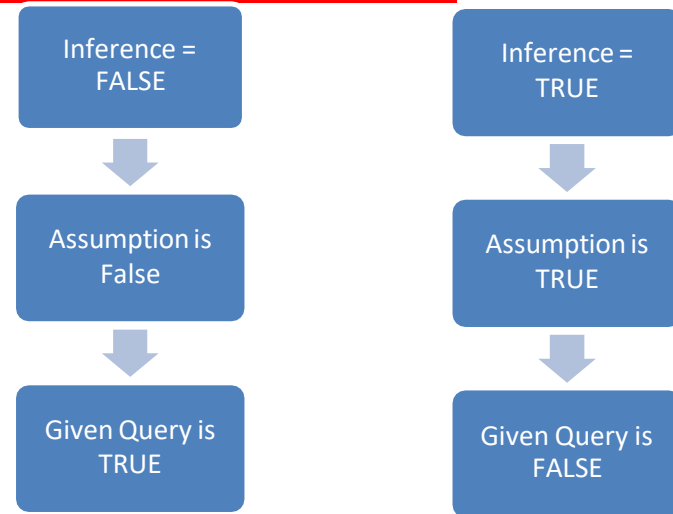 Inference =
FALSE
Assumption is
False
Given Query is
TRUE
Inference =
TRUE
Assumption is
TRUE
Given Query is
FALSE